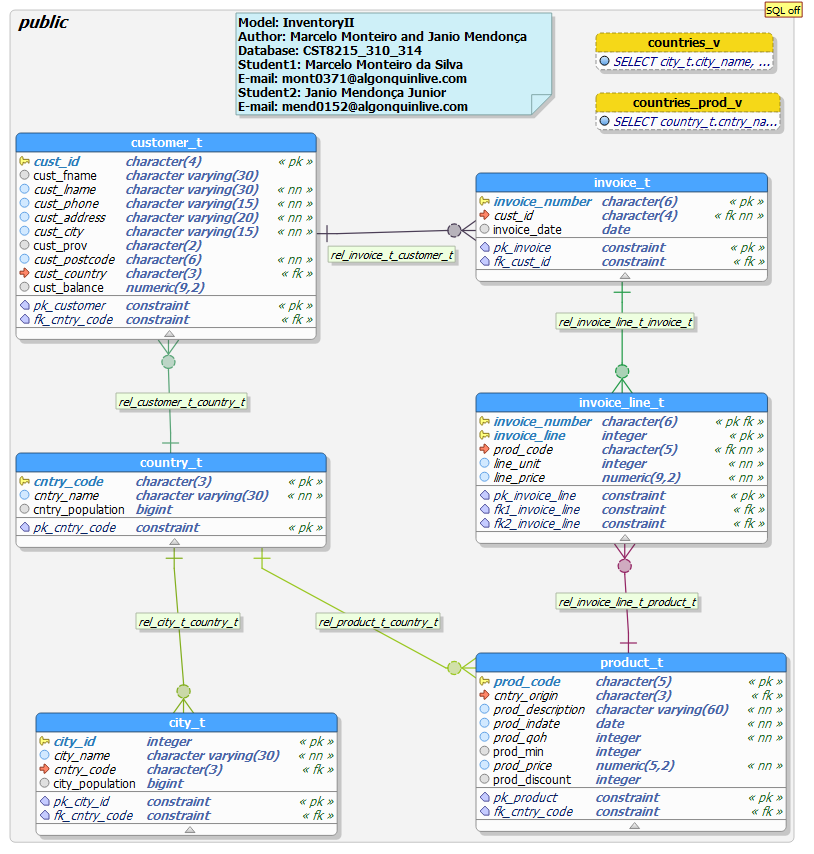 SQL off
public
Model: InventoryII
Author: Marcelo Monteiro and Janio Mendonça
Database: CST8215_310_314
Student1: Marcelo Monteiro da Silva
E-mail: mont0371@algonquinlive.com
Student2: Janio Mendonça Junior
E-mail: mend0152@algonquinlive.com
countries_v
SELECT city_t.city_name, ...
countries_prod_v
SELECT country_t.cntry_na...
customer_t
cust_id character(4) « pk »
cust_fname character varying(30)
cust_lname character varying(30) « nn »
cust_phone character varying(15) « nn »
cust_address character varying(20) « nn »
cust_city character varying(15) « nn »
cust_prov character(2)
cust_postcode character(6) « nn »
cust_country character(3) « fk »
cust_balance numeric(9,2)
pk_customer constraint « pk »
fk_cntry_code constraint « fk »
rel_invoice_t_customer_t
invoice_t
invoice_number character(6) « pk »
cust_id character(4) « fk nn »
invoice_date date
pk_invoice constraint « pk »
fk_cust_id constraint « fk »
rel_invoice_line_t_invoice_t
rel_customer_t_country_t
invoice_line_t
invoice_number character(6) « pk fk »
invoice_line integer « pk »
prod_code character(5) « fk nn »
line_unit integer « nn »
line_price numeric(9,2) « nn »
pk_invoice_line constraint « pk »
fk1_invoice_line constraint « fk »
fk2_invoice_line constraint « fk »
country_t
cntry_code character(3) « pk »
cntry_name character varying(30) « nn »
cntry_population bigint
pk_cntry_code constraint « pk »
rel_invoice_line_t_product_t
rel_city_t_country_t
rel_product_t_country_t
product_t
prod_code character(5) « pk »
cntry_origin character(3) « fk »
prod_description character varying(60) « nn »
prod_indate date « nn »
prod_qoh integer « nn »
prod_min integer
prod_price numeric(5,2) « nn »
prod_discount integer
pk_product constraint « pk »
fk_cntry_code constraint « fk »
city_t
city_id integer « pk »
city_name character varying(30) « nn »
cntry_code character(3) « fk »
city_population bigint
pk_city_id constraint « pk »
fk_cntry_code constraint « fk »